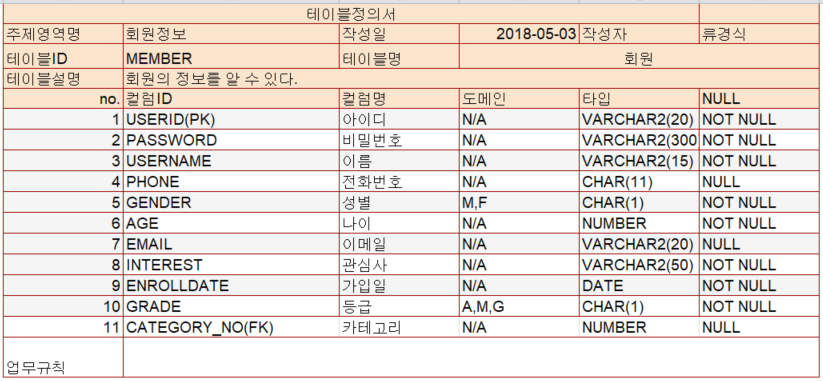 테이블정의서
주제영역명 회원정보 작성일 2018-05-03 작성자 류경식
테이블ID MEMBER 테이블명 회원
테이블설명 회원의 정보를 알 수 있다.
no. 컬럼ID 컬럼명 도메인 타입 NULL
1 USERID(PK) 아이디 N/A VARCHAR2(20) NOT NULL
2 PASSWORD 비밀번호 N/A VARCHAR2(300 NOT NULL
3 USERNAME 이름 N/A VARCHAR2(15) NOT NULL
4 PHONE 전화번호 N/A CHAR(11) NULL
5 GENDER 성별 M,F CHAR(1) NOT NULL
6 AGE 나이 N/A NUMBER NOT NULL
7 EMAIL 이메일 N/A VARCHAR2(20) NULL
8 INTEREST 관심사 N/A VARCHAR2(50) NOT NULL
9 ENROLLDATE 가입일 N/A DATE NOT NULL
10 GRADE 등급 A,M,G CHAR(1) NOT NULL
11 CATEGORY_NO(FK) 카테고리 N/A NUMBER NULL
업무규칙